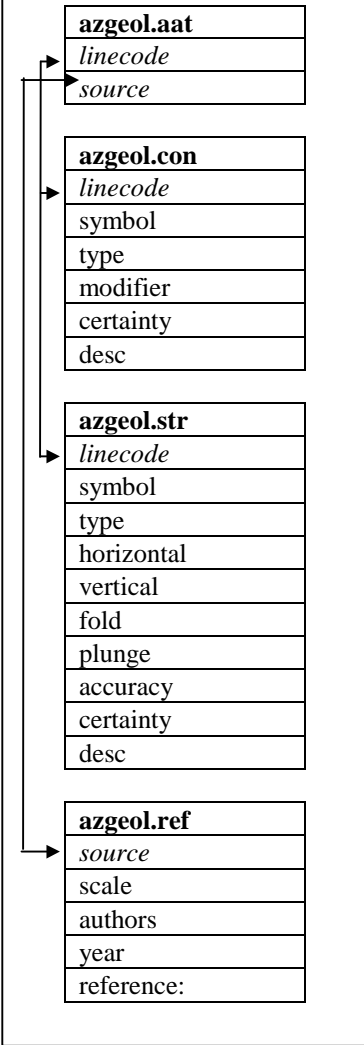 azgeol.aat
linecode
source
azgeol.con
linecode
symbol
type
modifier
certainty
desc
azgeol.str
linecode
symbol
type
horizontal
vertical
fold
plunge
accuracy
certainty
desc
azgeol.ref
source
scale
authors
year
reference: